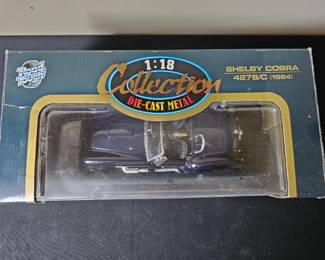 1:18
Collection
DIE-CAST METAL
SHELBY COBRA
427S/C (1964)